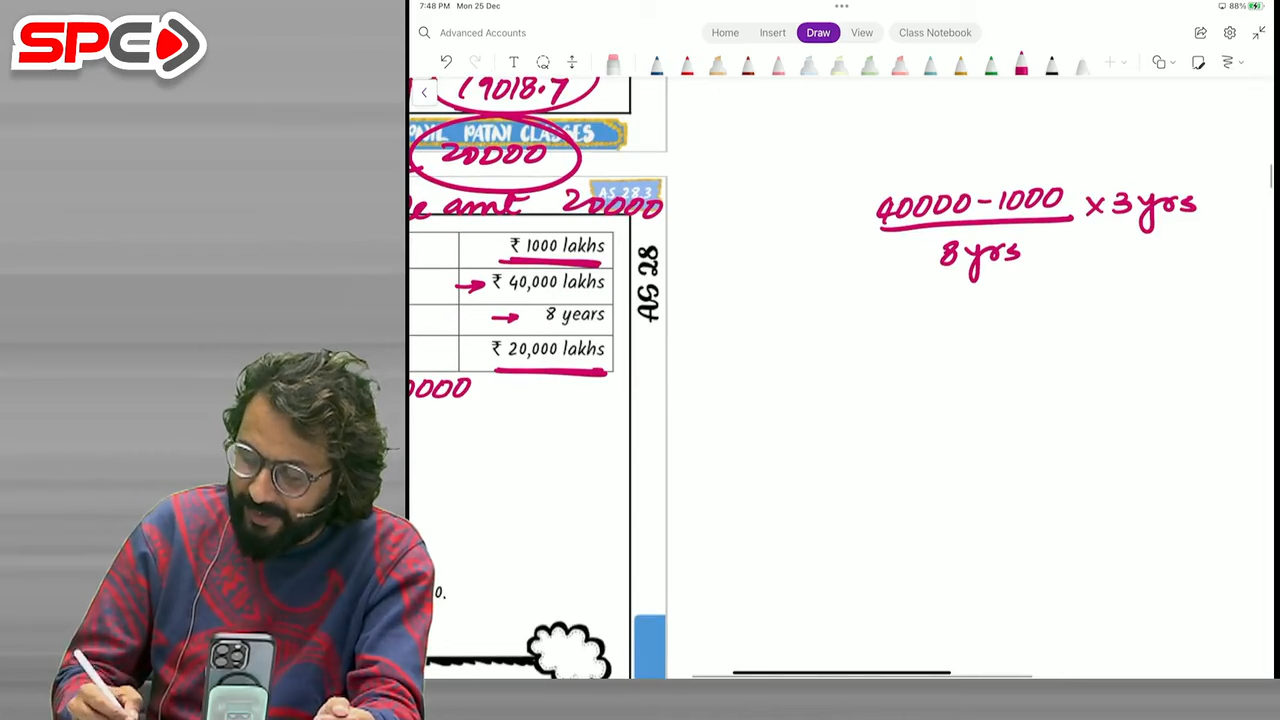 SPC
7:48 PM Mon 25 Dec
88%
Advanced Accounts
Home Insert Draw View Class Notebook
19018.7
PATNI CLASSES
20000
AS 28.3
amt 20000
₹ 1000 lakhs
₹ 40,000 lakhs
8 years
₹ 20,000 lakhs
0000
AS 28
0.
40000-1000 × 3 yrs
8 yrs